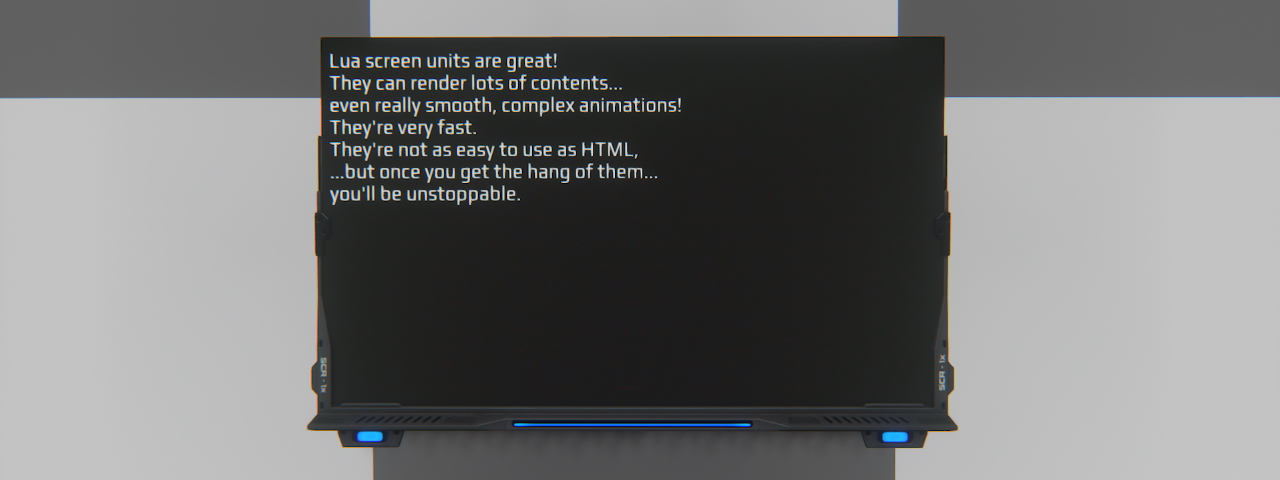 Lua screen units are great!
They can render lots of contents...
even really smooth, complex animations!
They're very fast.
They're not as easy to use as HTML,
...but once you get the hang of them...
you'll be unstoppable.
SCR - 1x
SCR - 1x